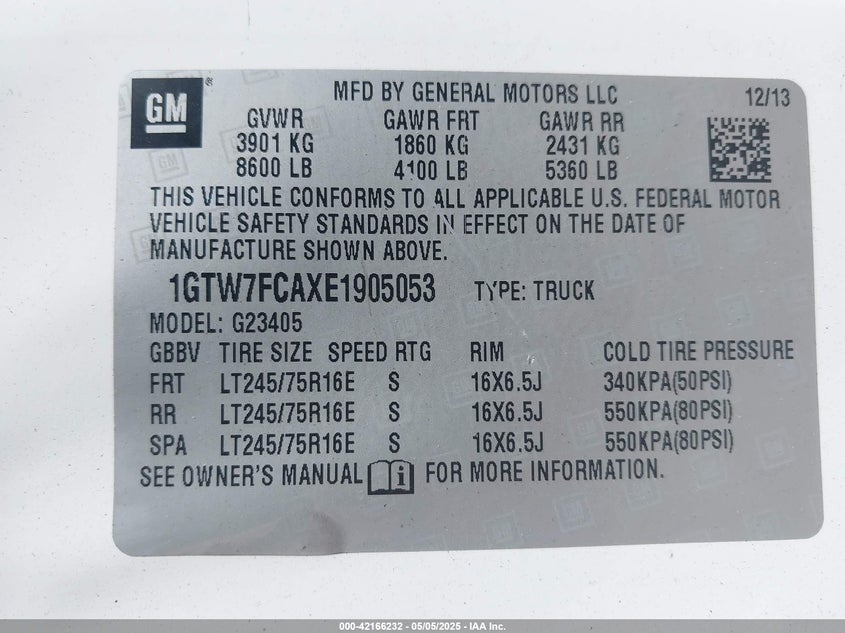 GM ®
MFD BY GENERAL MOTORS LLC 12/13
GVWR GAWR FRT GAWR RR
3901 KG 1860 KG 2431 KG
8600 LB 4100 LB 5360 LB
THIS VEHICLE CONFORMS TO ALL APPLICABLE U.S. FEDERAL MOTOR
VEHICLE SAFETY STANDARDS IN EFFECT ON THE DATE OF
MANUFACTURE SHOWN ABOVE.
1GTW7FCAXE1905053 TYPE: TRUCK
MODEL: G23405
GBBV TIRE SIZE SPEED RTG RIM COLD TIRE PRESSURE
FRT LT245/75R16E S 16X6.5J 340KPA(50PSI)
RR LT245/75R16E S 16X6.5J 550KPA(80PSI)
SPA LT245/75R16E S 16X6.5J 550KPA(80PSI)
SEE OWNER'S MANUAL i FOR MORE INFORMATION.
000-42166232 - 05/05/2025 - IAA Inc.